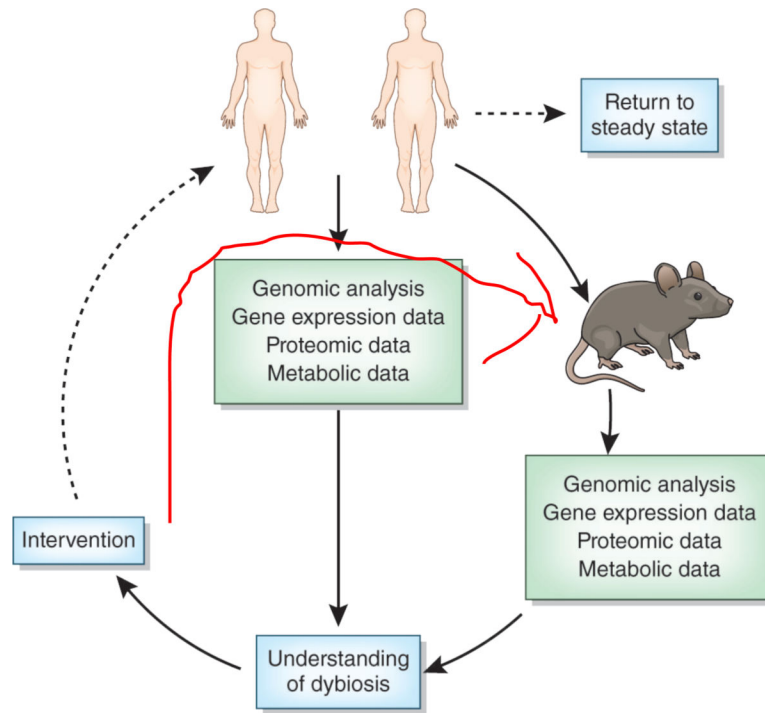 Return to
steady state
Genomic analysis
Gene expression data
Proteomic data
Metabolic data
Genomic analysis
Gene expression data
Proteomic data
Metabolic data
Intervention
Understanding
of dybiosis